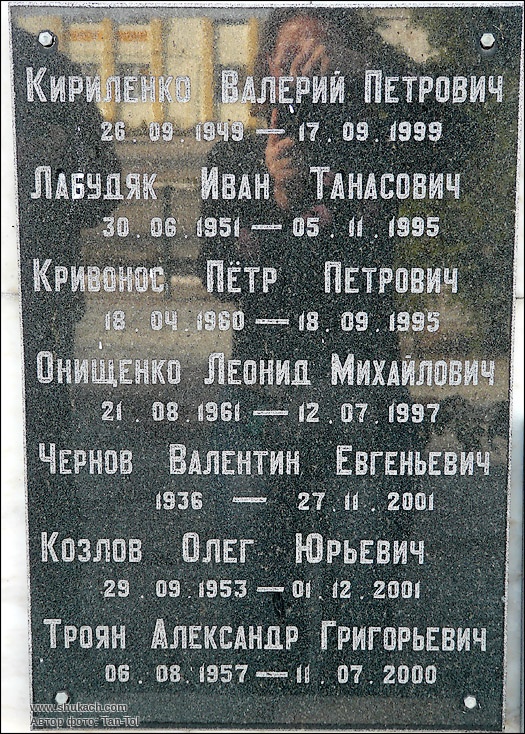 Кириленко Валерий Петрович
26.09.1949 — 17.09.1999
Лабудяк Иван Танасович
30.06.1951 — 05.11.1995
Кривонос Пётр Петрович
18.04.1960 — 18.09.1995
Онищенко Леонид Михайлович
21.08.1961 — 12.07.1997
Чернов Валентин Евгеньевич
1936 — 27.11.2001
Козлов Олег Юрьевич
29.09.1953 — 01.12.2001
Троян Александр Григорьевич
06.08.1957 — 11.07.2000
www.shukach.com
Автор фото: Tan-Tol